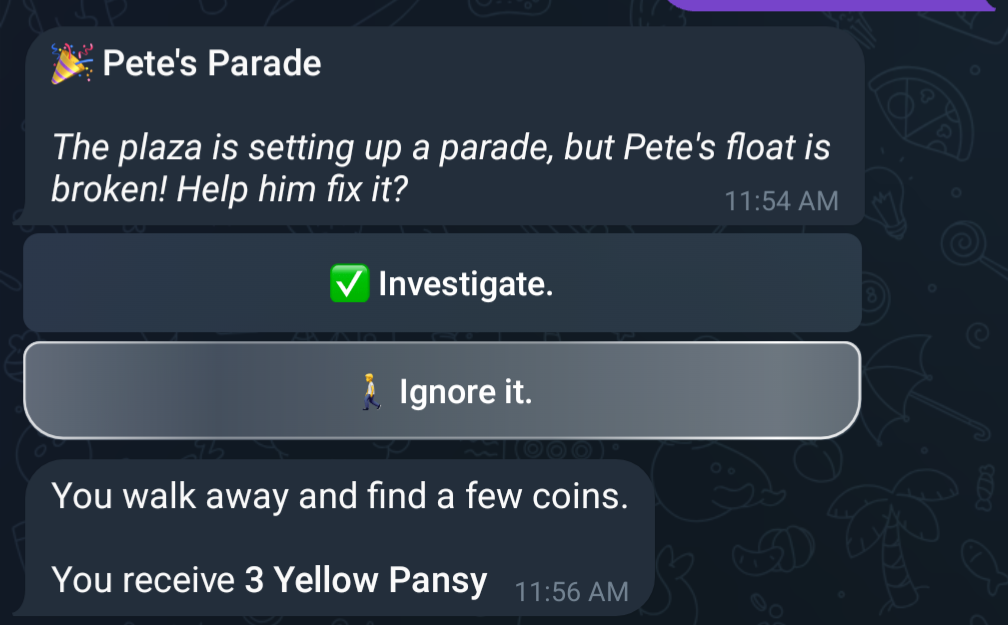 🎉 Pete's Parade
The plaza is setting up a parade, but Pete's float is
broken! Help him fix it?
11:54 AM
✅ Investigate.
🚶 Ignore it.
You walk away and find a few coins.
You receive 3 Yellow Pansy
11:56 AM